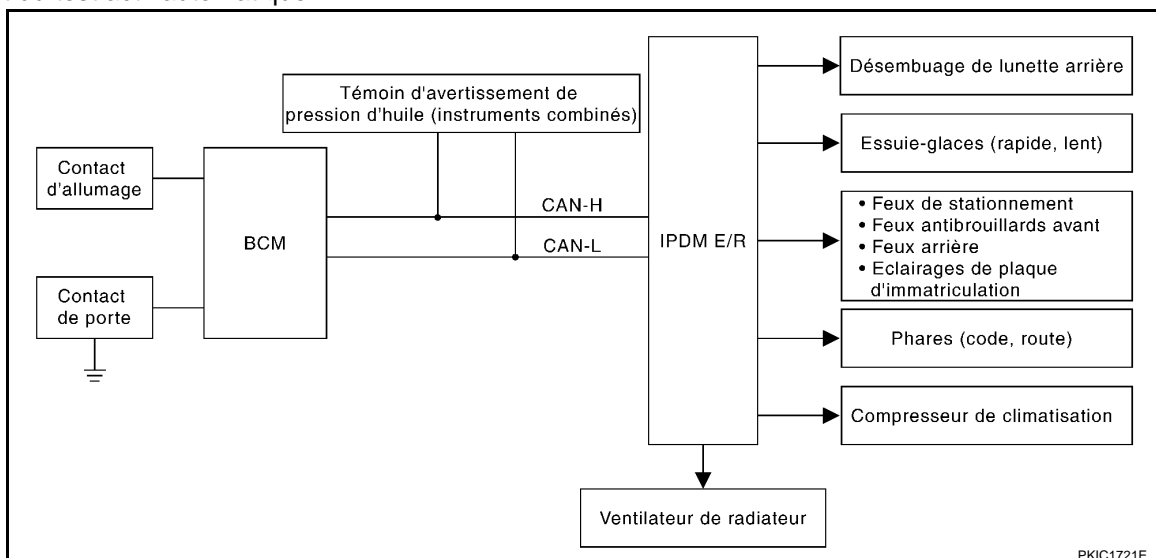 Témoin d'avertissement de
pression d'huile (instruments combinés)
Contact
d'allumage
Contact
de porte
BCM
CAN-H
CAN-L
IPDM E/R
Désembuage de lunette arrière
Essuie-glaces (rapide, lent)
• Feux de stationnement
• Feux antibrouillards avant
• Feux arrière
• Eclairages de plaque
d'immatriculation
Phares (code, route)
Compresseur de climatisation
Ventilateur de radiateur